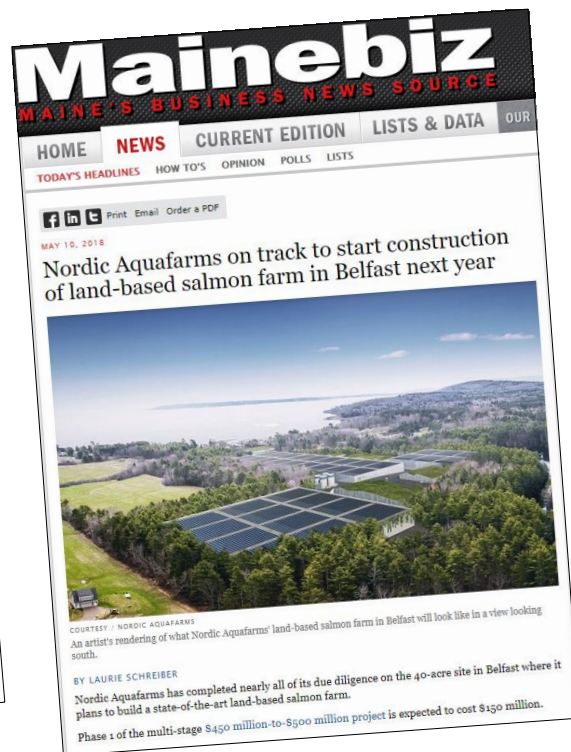 Mainebiz
MAINE'S BUSINESS NEWS SOURCE
HOME NEWS CURRENT EDITION LISTS & DATA OUR
TODAY'S HEADLINES HOW TO'S OPINION POLLS LISTS
Print Email Order a PDF
MAY 10, 2018
Nordic Aquafarms on track to start construction
of land-based salmon farm in Belfast next year
COURTESY / NORDIC AQUAFARMS
An artist's rendering of what Nordic Aquafarms' land-based salmon farm in Belfast will look like in a view looking
south.
BY LAURIE SCHREIBER
Nordic Aquafarms has completed nearly all of its due diligence on the 40-acre site in Belfast where it
plans to build a state-of-the-art land-based salmon farm.
Phase 1 of the multi-stage $450 million-to-$500 million project is expected to cost $150 million.